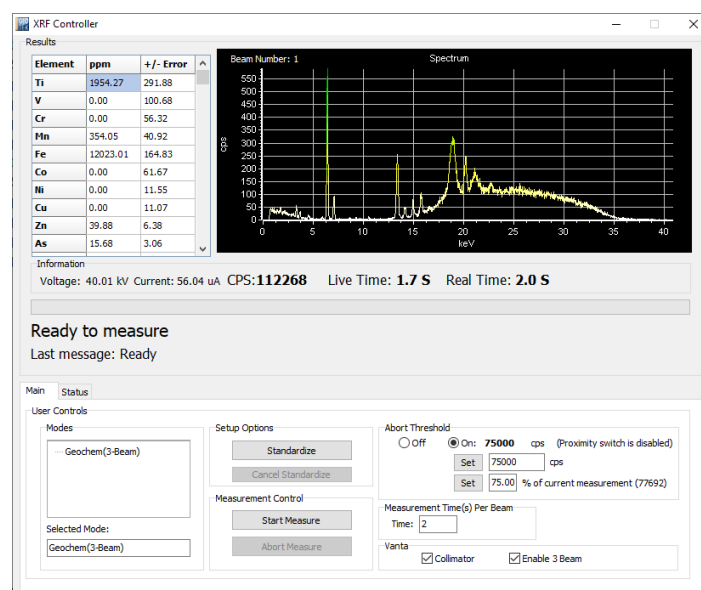 XRF Controller
Results
Element ppm +/- Error
Ti 1954.27 291.88
V 0.00 100.68
Cr 0.00 56.32
Mn 354.05 40.92
Fe 12023.01 164.83
Co 0.00 61.67
Ni 0.00 11.55
Cu 0.00 11.07
Zn 39.88 6.38
As 15.68 3.06
Beam Number: 1 Spectrum
550
500
450
400
350
300
250
200
150
100
50
0
cps
0 5 10 15 20 25 30 35 40
keV
Information
Voltage: 40.01 kV Current: 56.04 uA CPS:112268 Live Time: 1.7 S Real Time: 2.0 S
Ready to measure
Last message: Ready
Main Status
User Controls
Modes
Geochem(3-Beam)
Selected Mode:
Geochem(3-Beam)
Setup Options
Standardize
Cancel Standardize
Measurement Control
Start Measure
Abort Measure
Abort Threshold
Off On: 75000 cps (Proximity switch is disabled)
Set 75000 cps
Set 75.00 % of current measurement (77692)
Measurement Time(s) Per Beam
Time: 2
Vanta
Collimator Enable 3 Beam